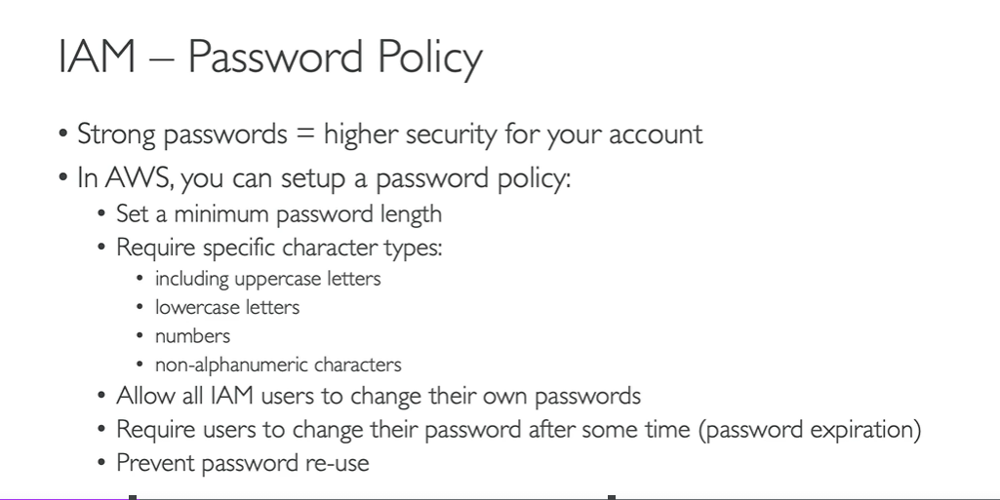 IAM – Password Policy
• Strong passwords = higher security for your account
• In AWS, you can setup a password policy:
• Set a minimum password length
• Require specific character types:
• including uppercase letters
• lowercase letters
• numbers
• non-alphanumeric characters
• Allow all IAM users to change their own passwords
• Require users to change their password after some time (password expiration)
• Prevent password re-use